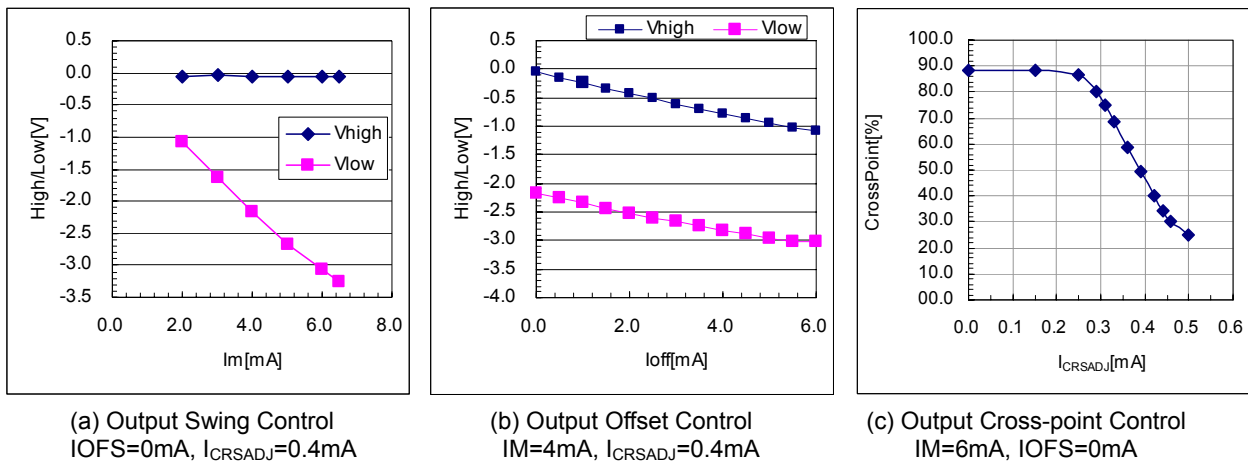 0.5
0.0
-0.5
-1.0
-1.5
-2.0
-2.5
-3.0
-3.5
High/Low[V]
Vhigh
Vlow
0.0 2.0 4.0 6.0 8.0
Im[mA]
(a) Output Swing Control
IOFS=0mA, ICRSADJ=0.4mA
Vhigh Vlow
0.5
0.0
-0.5
-1.0
-1.5
-2.0
-2.5
-3.0
-3.5
-4.0
High/Low[V]
0.0 2.0 4.0 6.0
Ioff[mA]
(b) Output Offset Control
IM=4mA, ICRSADJ=0.4mA
100.0
90.0
80.0
70.0
60.0
50.0
40.0
30.0
20.0
10.0
00.0
CrossPoint[%]
0.0 0.1 0.2 0.3 0.4 0.5 0.6
ICRSADJ[mA]
(c) Output Cross-point Control
IM=6mA, IOFS=0mA